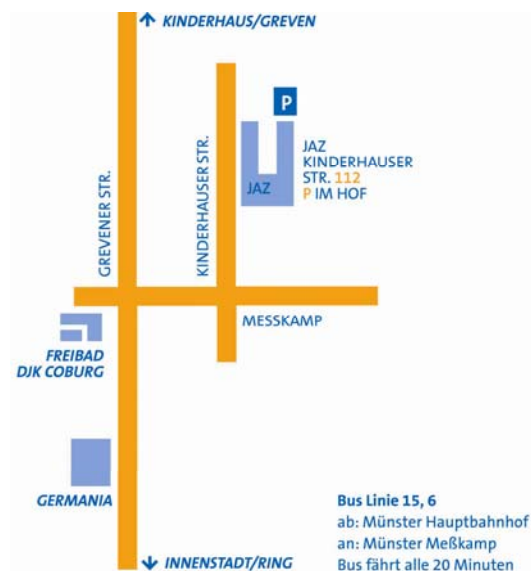 ↑ KINDERHAUS/GREVEN
P
JAZ
KINDERHAUSER
STR. 112
P IM HOF
JAZ
GREVENER STR.
KINDERHAUSER STR.
MESSKAMP
FREIBAD
DJK COBURG
GERMANIA
Bus Linie 15, 6
ab: Münster Hauptbahnhof
an: Münster Meßkamp
Bus fährt alle 20 Minuten
↓ INNENSTADT/RING